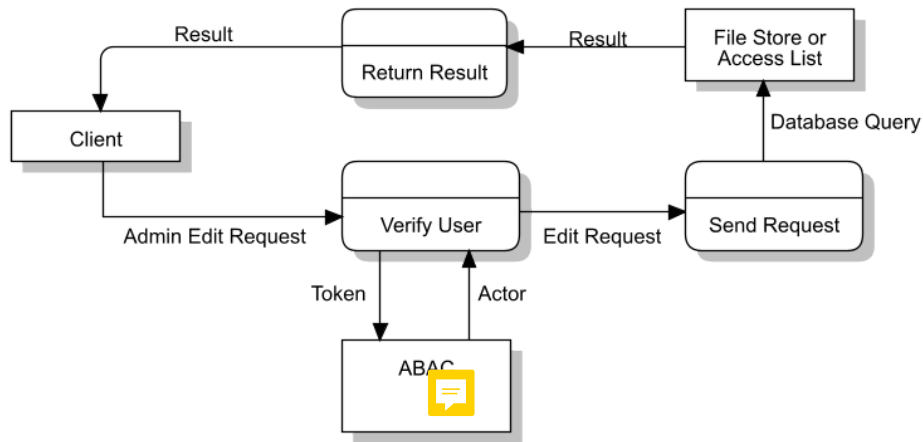 Result
Return Result
Result
File Store or
Access List
Client
Database Query
Admin Edit Request
Verify User
Edit Request
Send Request
Token
Actor
ABAC